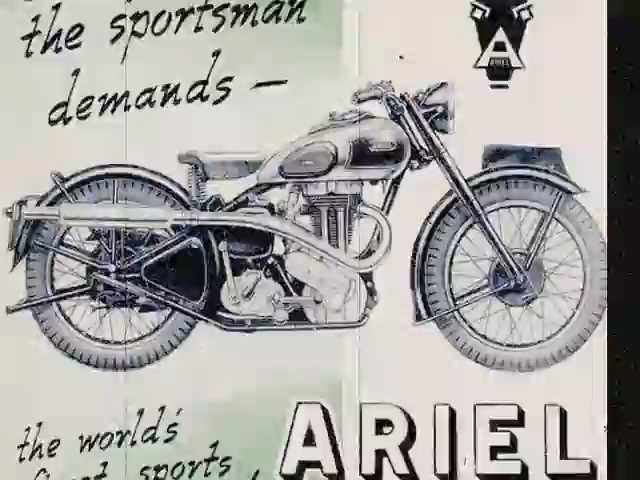 the sportsman
demands —
the world's
sports
ARIEL